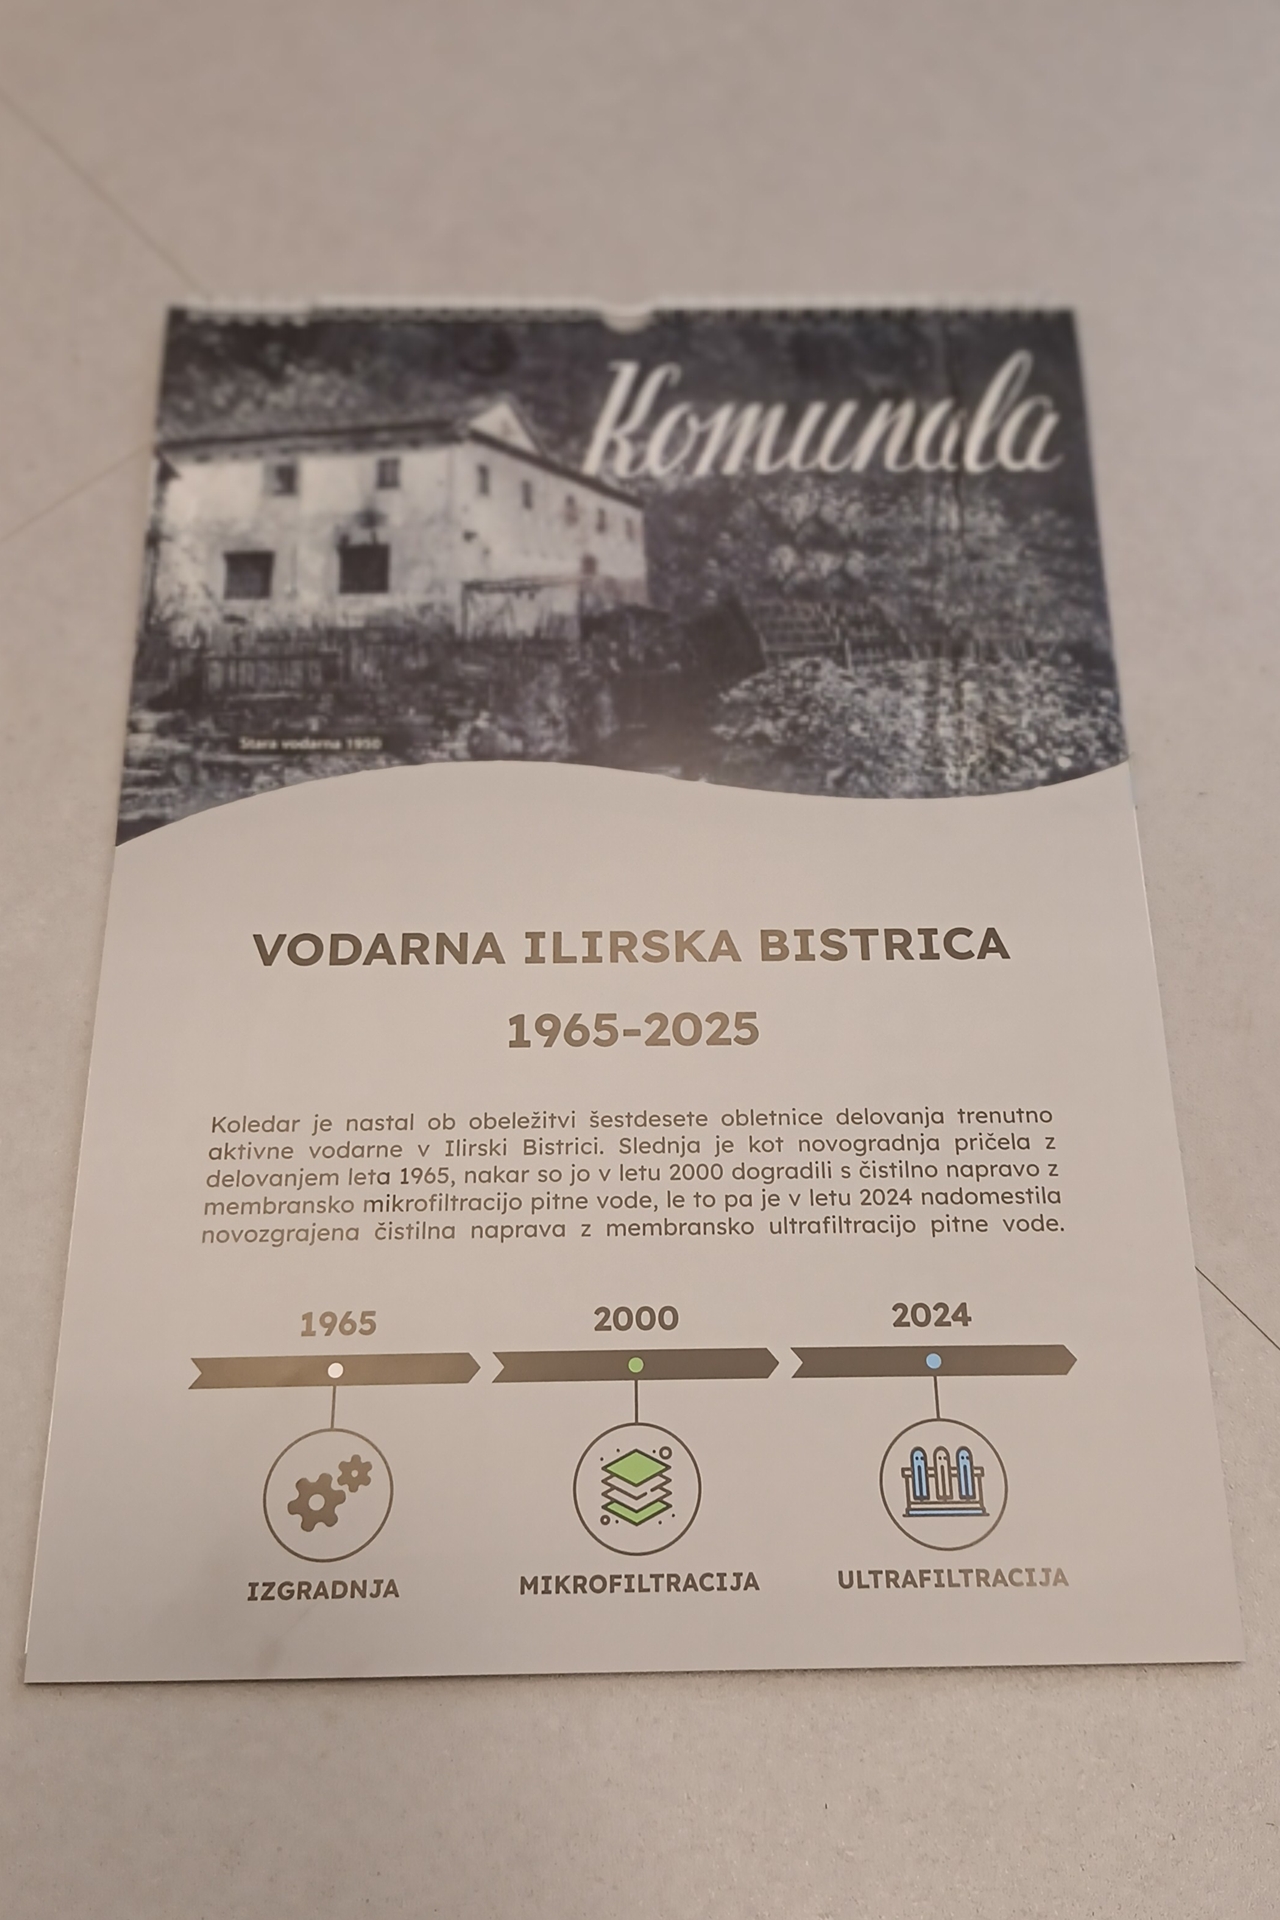 Komunala
Stara vodarna 1950
VODARNA ILIRSKA BISTRICA
1965-2025
Koledar je nastal ob obeležitvi šestdesete obletnice delovanja trenutno
aktivne vodarne v Ilirski Bistrici. Slednja je kot novogradnja pričela z
delovanjem leta 1965, nakar so jo v letu 2000 dogradili s čistilno napravo z
membransko mikrofiltracijo pitne vode, le to pa je v letu 2024 nadomestila
novozgrajena čistilna naprava z membransko ultrafiltracijo pitne vode.
1965 2000 2024
IZGRADNJA MIKROFILTRACIJA ULTRAFILTRACIJA